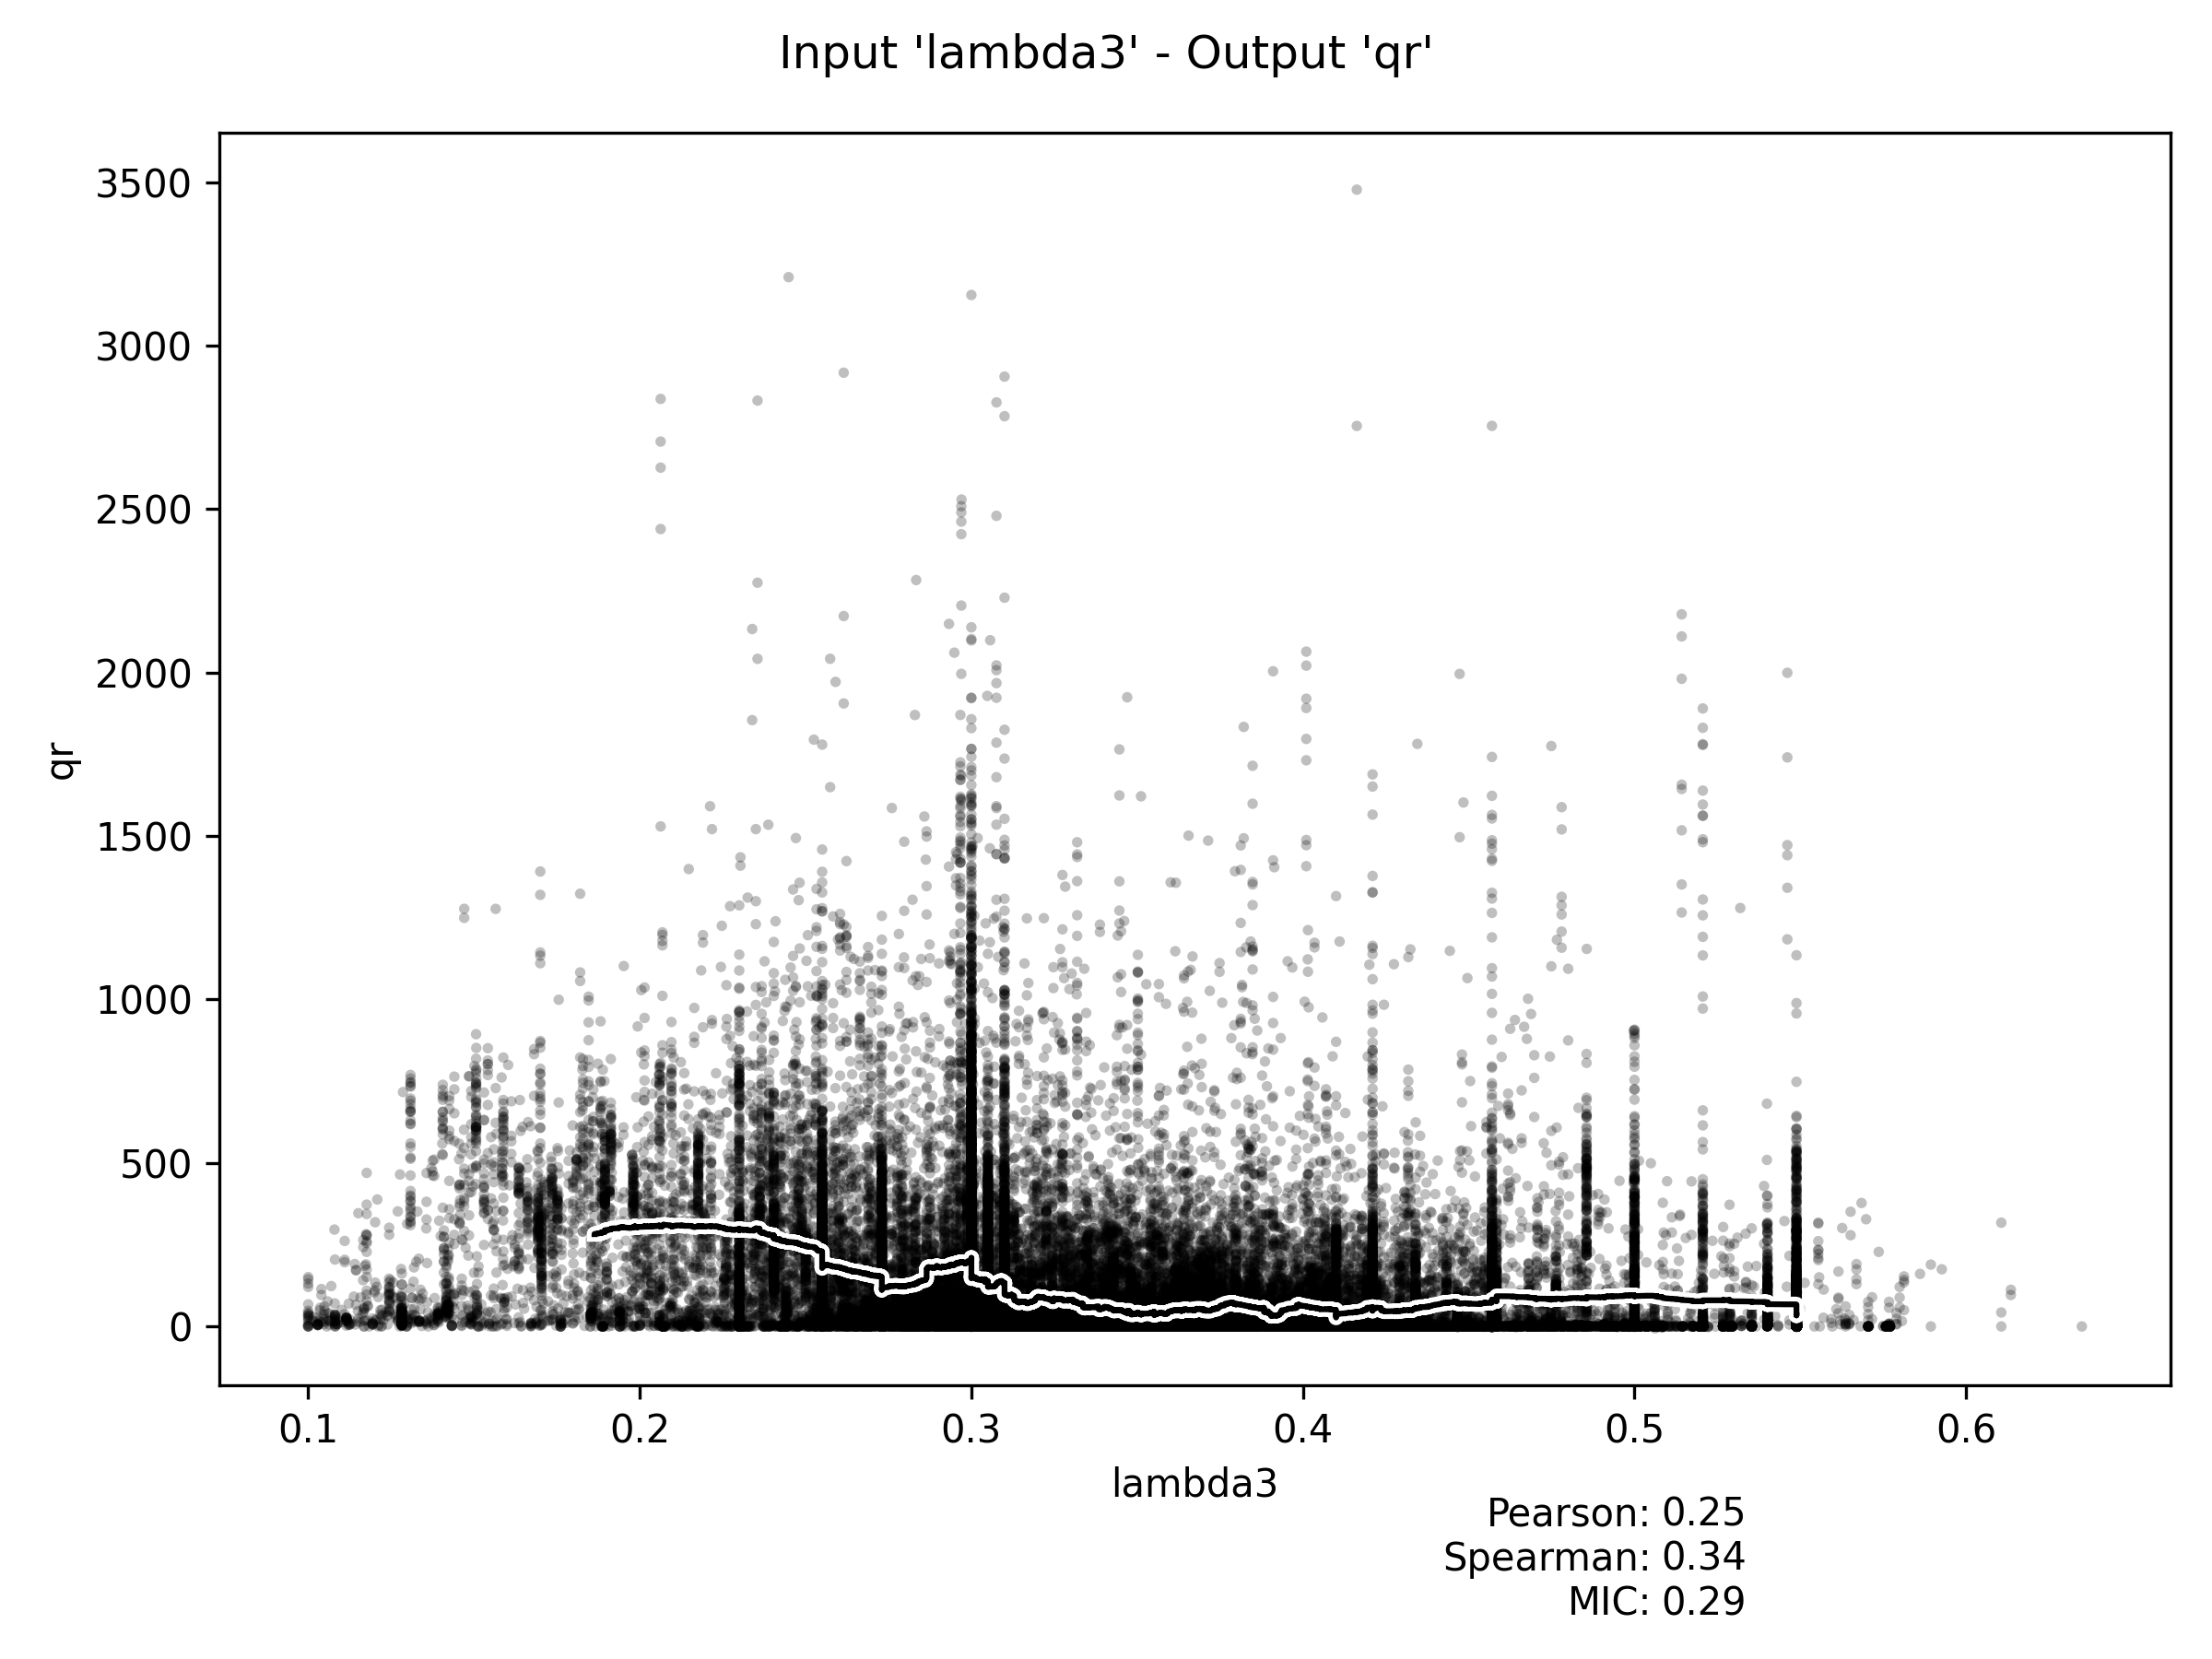 Input 'lambda3' - Output 'qr'
3500
3000
2500
2000
1500
1000
500
0
qr
0.1 0.2 0.3 0.4 0.5 0.6
lambda3
Pearson: 0.25
Spearman: 0.34
MIC: 0.29